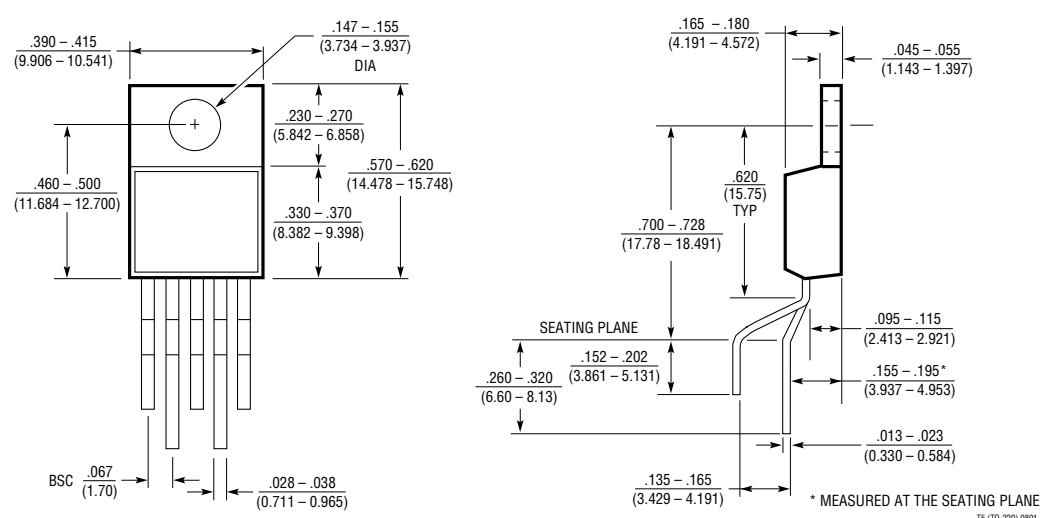 .390 – .415
(9.906 – 10.541)
.147 – .155
(3.734 – 3.937)
DIA
.230 – .270
(5.842 – 6.858)
.570 – .620
(14.478 – 15.748)
.460 – .500
(11.684 – 12.700)
.330 – .370
(8.382 – 9.398)
BSC
.067
(1.70)
.028 – .038
(0.711 – 0.965)
.165 – .180
(4.191 – 4.572)
.045 – .055
(1.143 – 1.397)
.620
(15.75)
TYP
.700 – .728
(17.78 – 18.491)
SEATING PLANE
.152 – .202
(3.861 – 5.131)
.260 – .320
(6.60 – 8.13)
.095 – .115
(2.413 – 2.921)
.155 – .195*
(3.937 – 4.953)
.013 – .023
(0.330 – 0.584)
.135 – .165
(3.429 – 4.191)
* MEASURED AT THE SEATING PLANE
T5 (TO-220) 0801